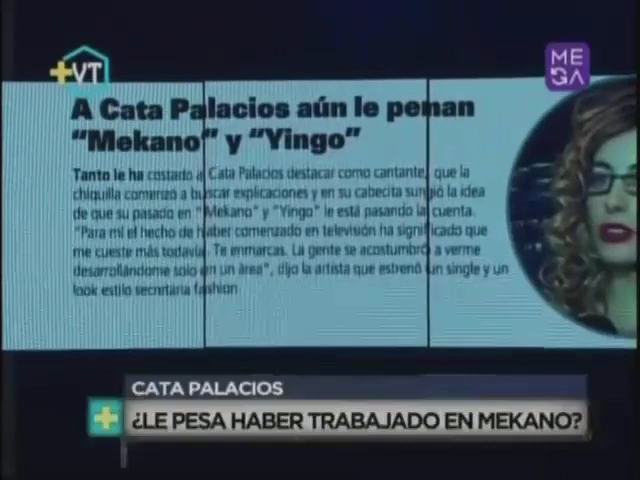 +VT
MEGA
A Cata Palacios aún le penan
“Mekano” y “Yingo”
Tanto le ha costado a Cata Palacios destacar como cantante, que la
chiquilla comenzó a buscar explicaciones y en su cabecita surgió la idea
de que su pasado en "Mekano" y "Yingo" le está pasando la cuenta.
"Para mí el hecho de haber comenzado en televisión ha significado que
me cueste más todavía. Te enmarcas. La gente se acostumbró a verme
desarrollándome solo en un área", dijo la artista que estrenó un single y un
look estilo secretaria fashion.
CATA PALACIOS
¿LE PESA HABER TRABAJADO EN MEKANO?